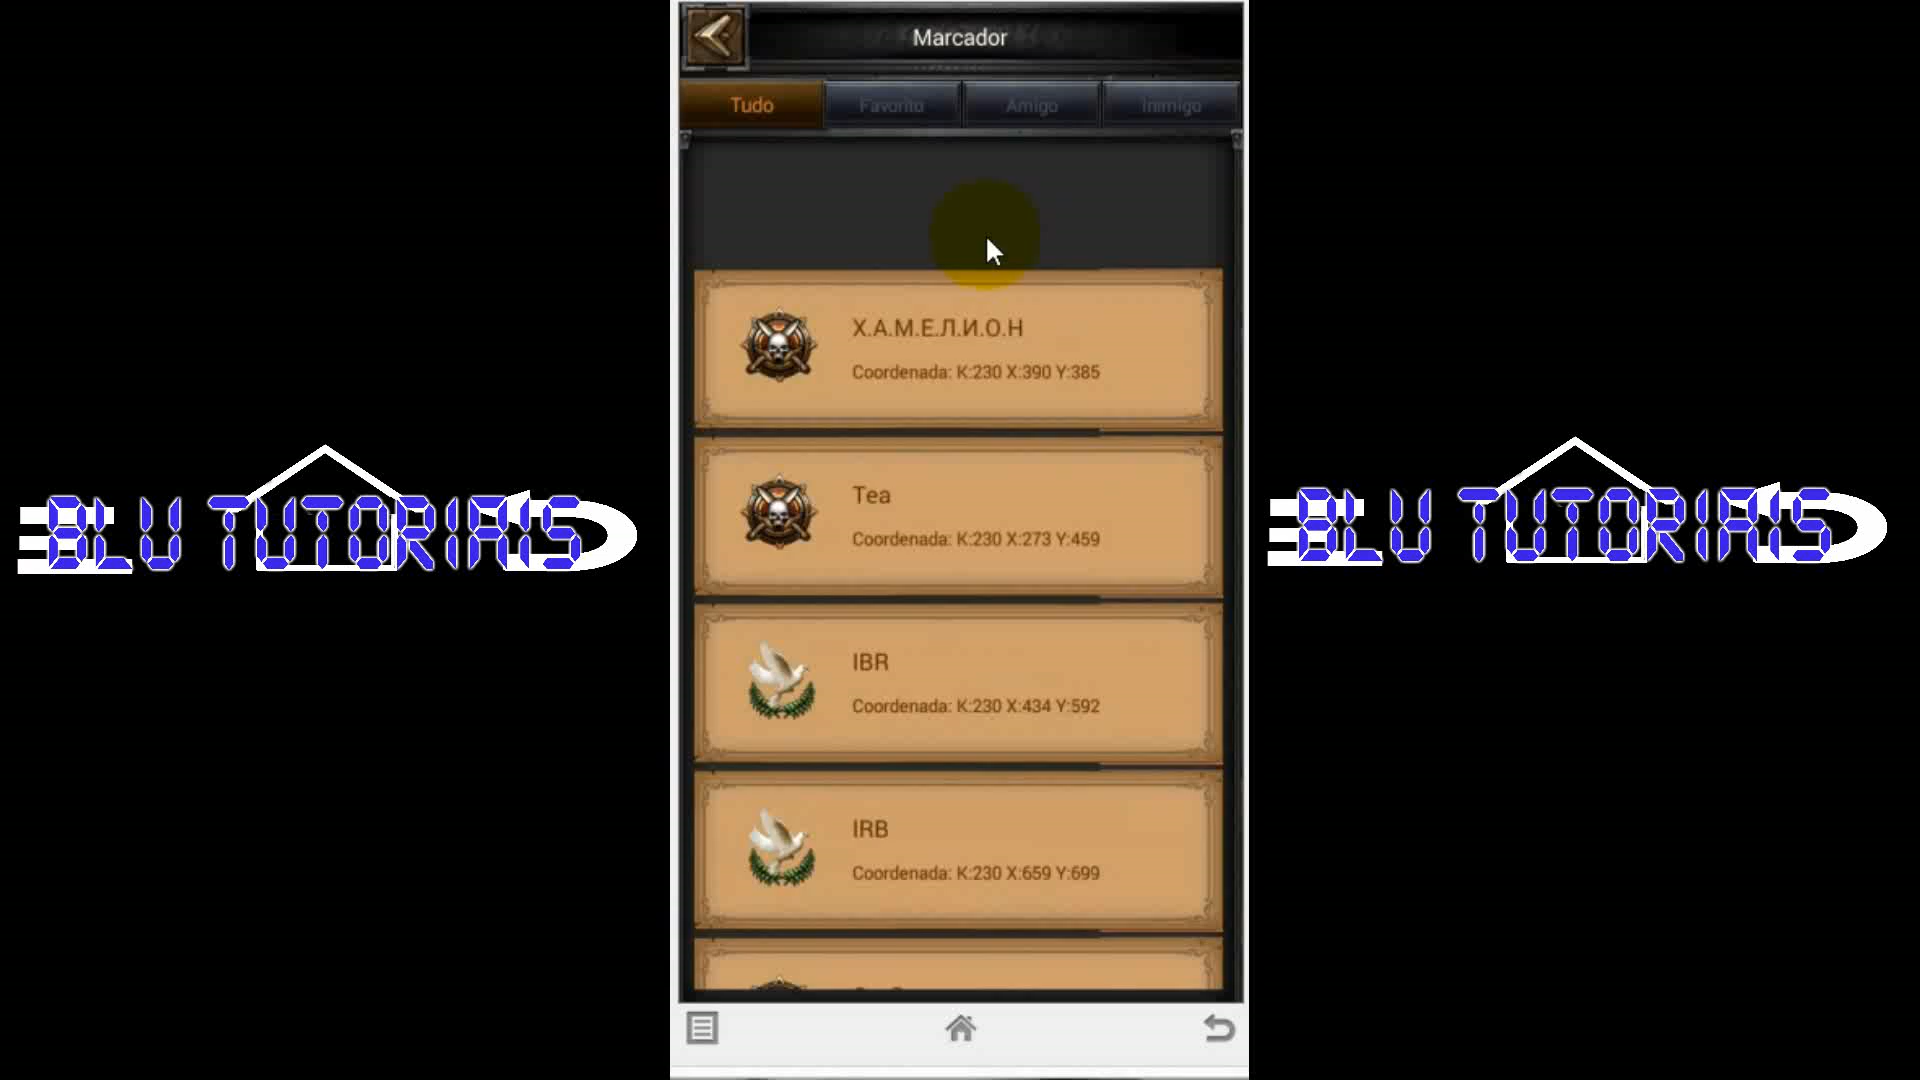 Marcador
Tudo
Favorito
Amigo
Inimigo
Х.А.М.Е.Л.И.О.Н
Coordenada: K:230 X:390 Y:385
Tea
Coordenada: K:230 X:273 Y:459
IBR
Coordenada: K:230 X:434 Y:592
IRB
Coordenada: K:230 X:659 Y:699
BLU TUTORIAIS
BLU TUTORIAIS